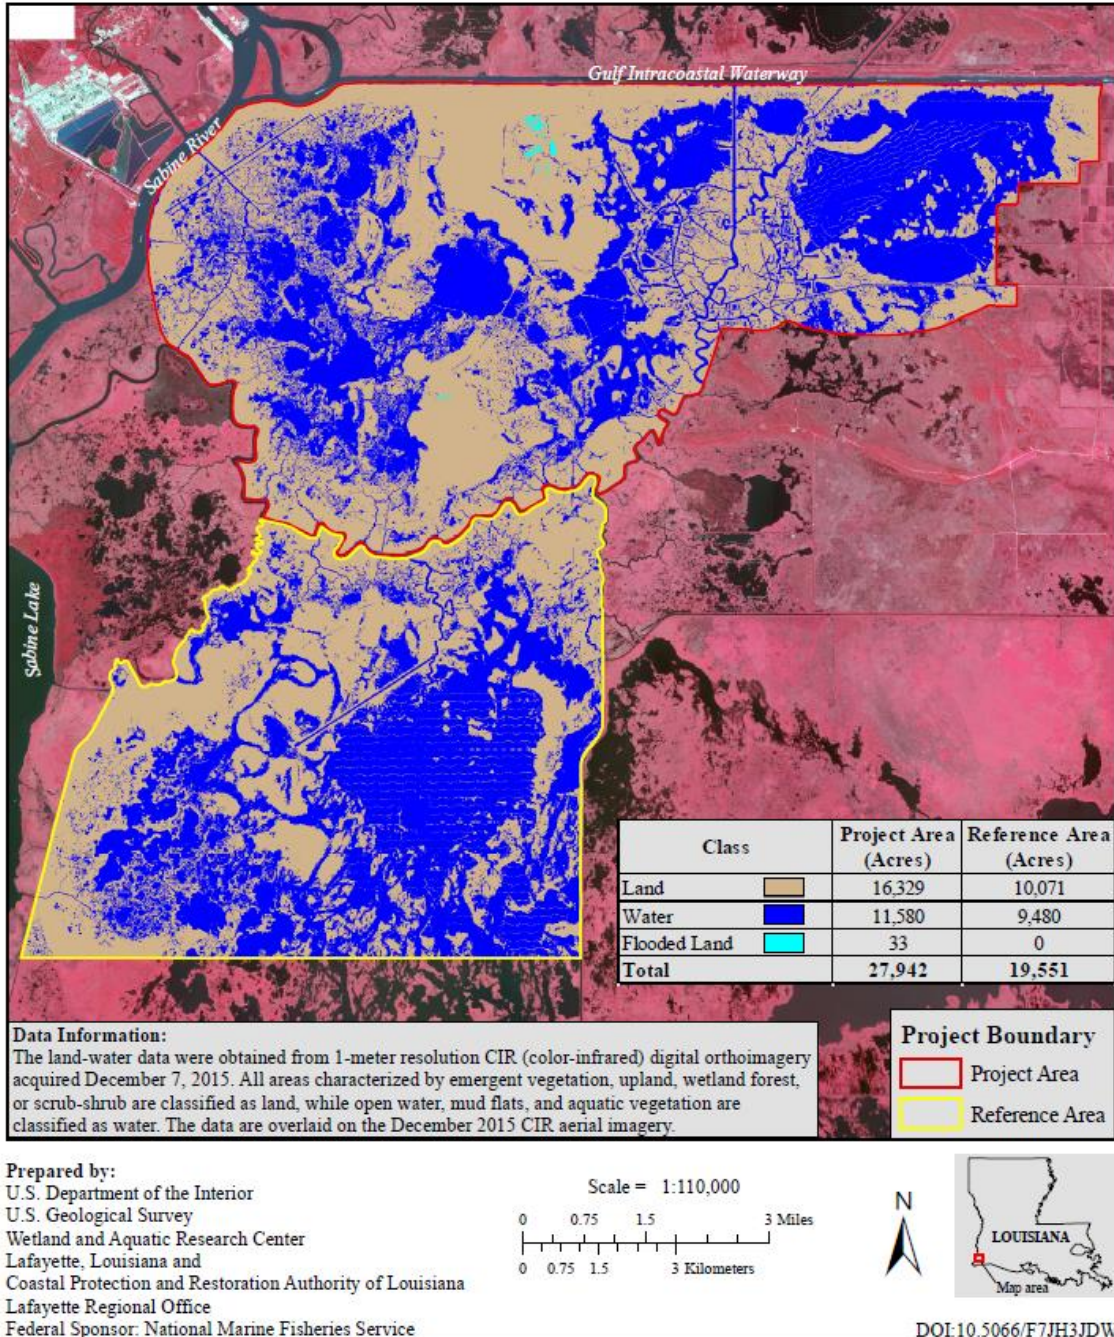 Gulf Intracoastal Waterway
Sabine River
Sabine Lake
Class Project Area (Acres) Reference Area (Acres)
Land 16,329 10,071
Water 11,580 9,480
Flooded Land 33 0
Total 27,942 19,551
Data Information:
The land-water data were obtained from 1-meter resolution CIR (color-infrared) digital orthoimagery
acquired December 7, 2015. All areas characterized by emergent vegetation, upland, wetland forest,
or scrub-shrub are classified as land, while open water, mud flats, and aquatic vegetation are
classified as water. The data are overlaid on the December 2015 CIR aerial imagery.
Project Boundary
Project Area
Reference Area
Prepared by:
U.S. Department of the Interior
U.S. Geological Survey
Wetland and Aquatic Research Center
Lafayette, Louisiana and
Coastal Protection and Restoration Authority of Louisiana
Lafayette Regional Office
Federal Sponsor: National Marine Fisheries Service
Scale = 1:110,000
0 0.75 1.5 3 Miles
0 0.75 1.5 3 Kilometers
N
LOUISIANA
Map area
DOI:10.5066/F7JH3JDW